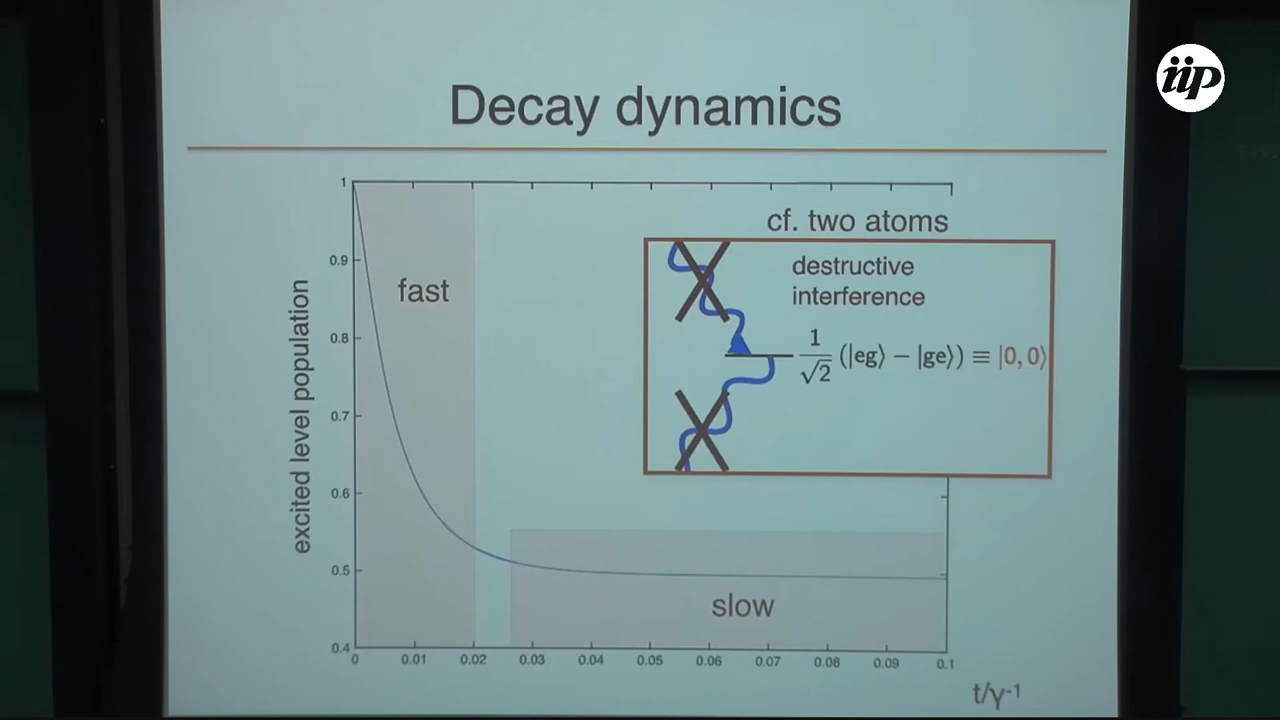 iip
Decay dynamics
cf. two atoms
destructive
interference
1/√2 (|eg⟩ − |ge⟩) ≡ |0, 0⟩
fast
slow
excited level population
1
0.9
0.8
0.7
0.6
0.5
0.4
0 0.01 0.02 0.03 0.04 0.05 0.06 0.07 0.08 0.09 0.1
t/γ⁻¹